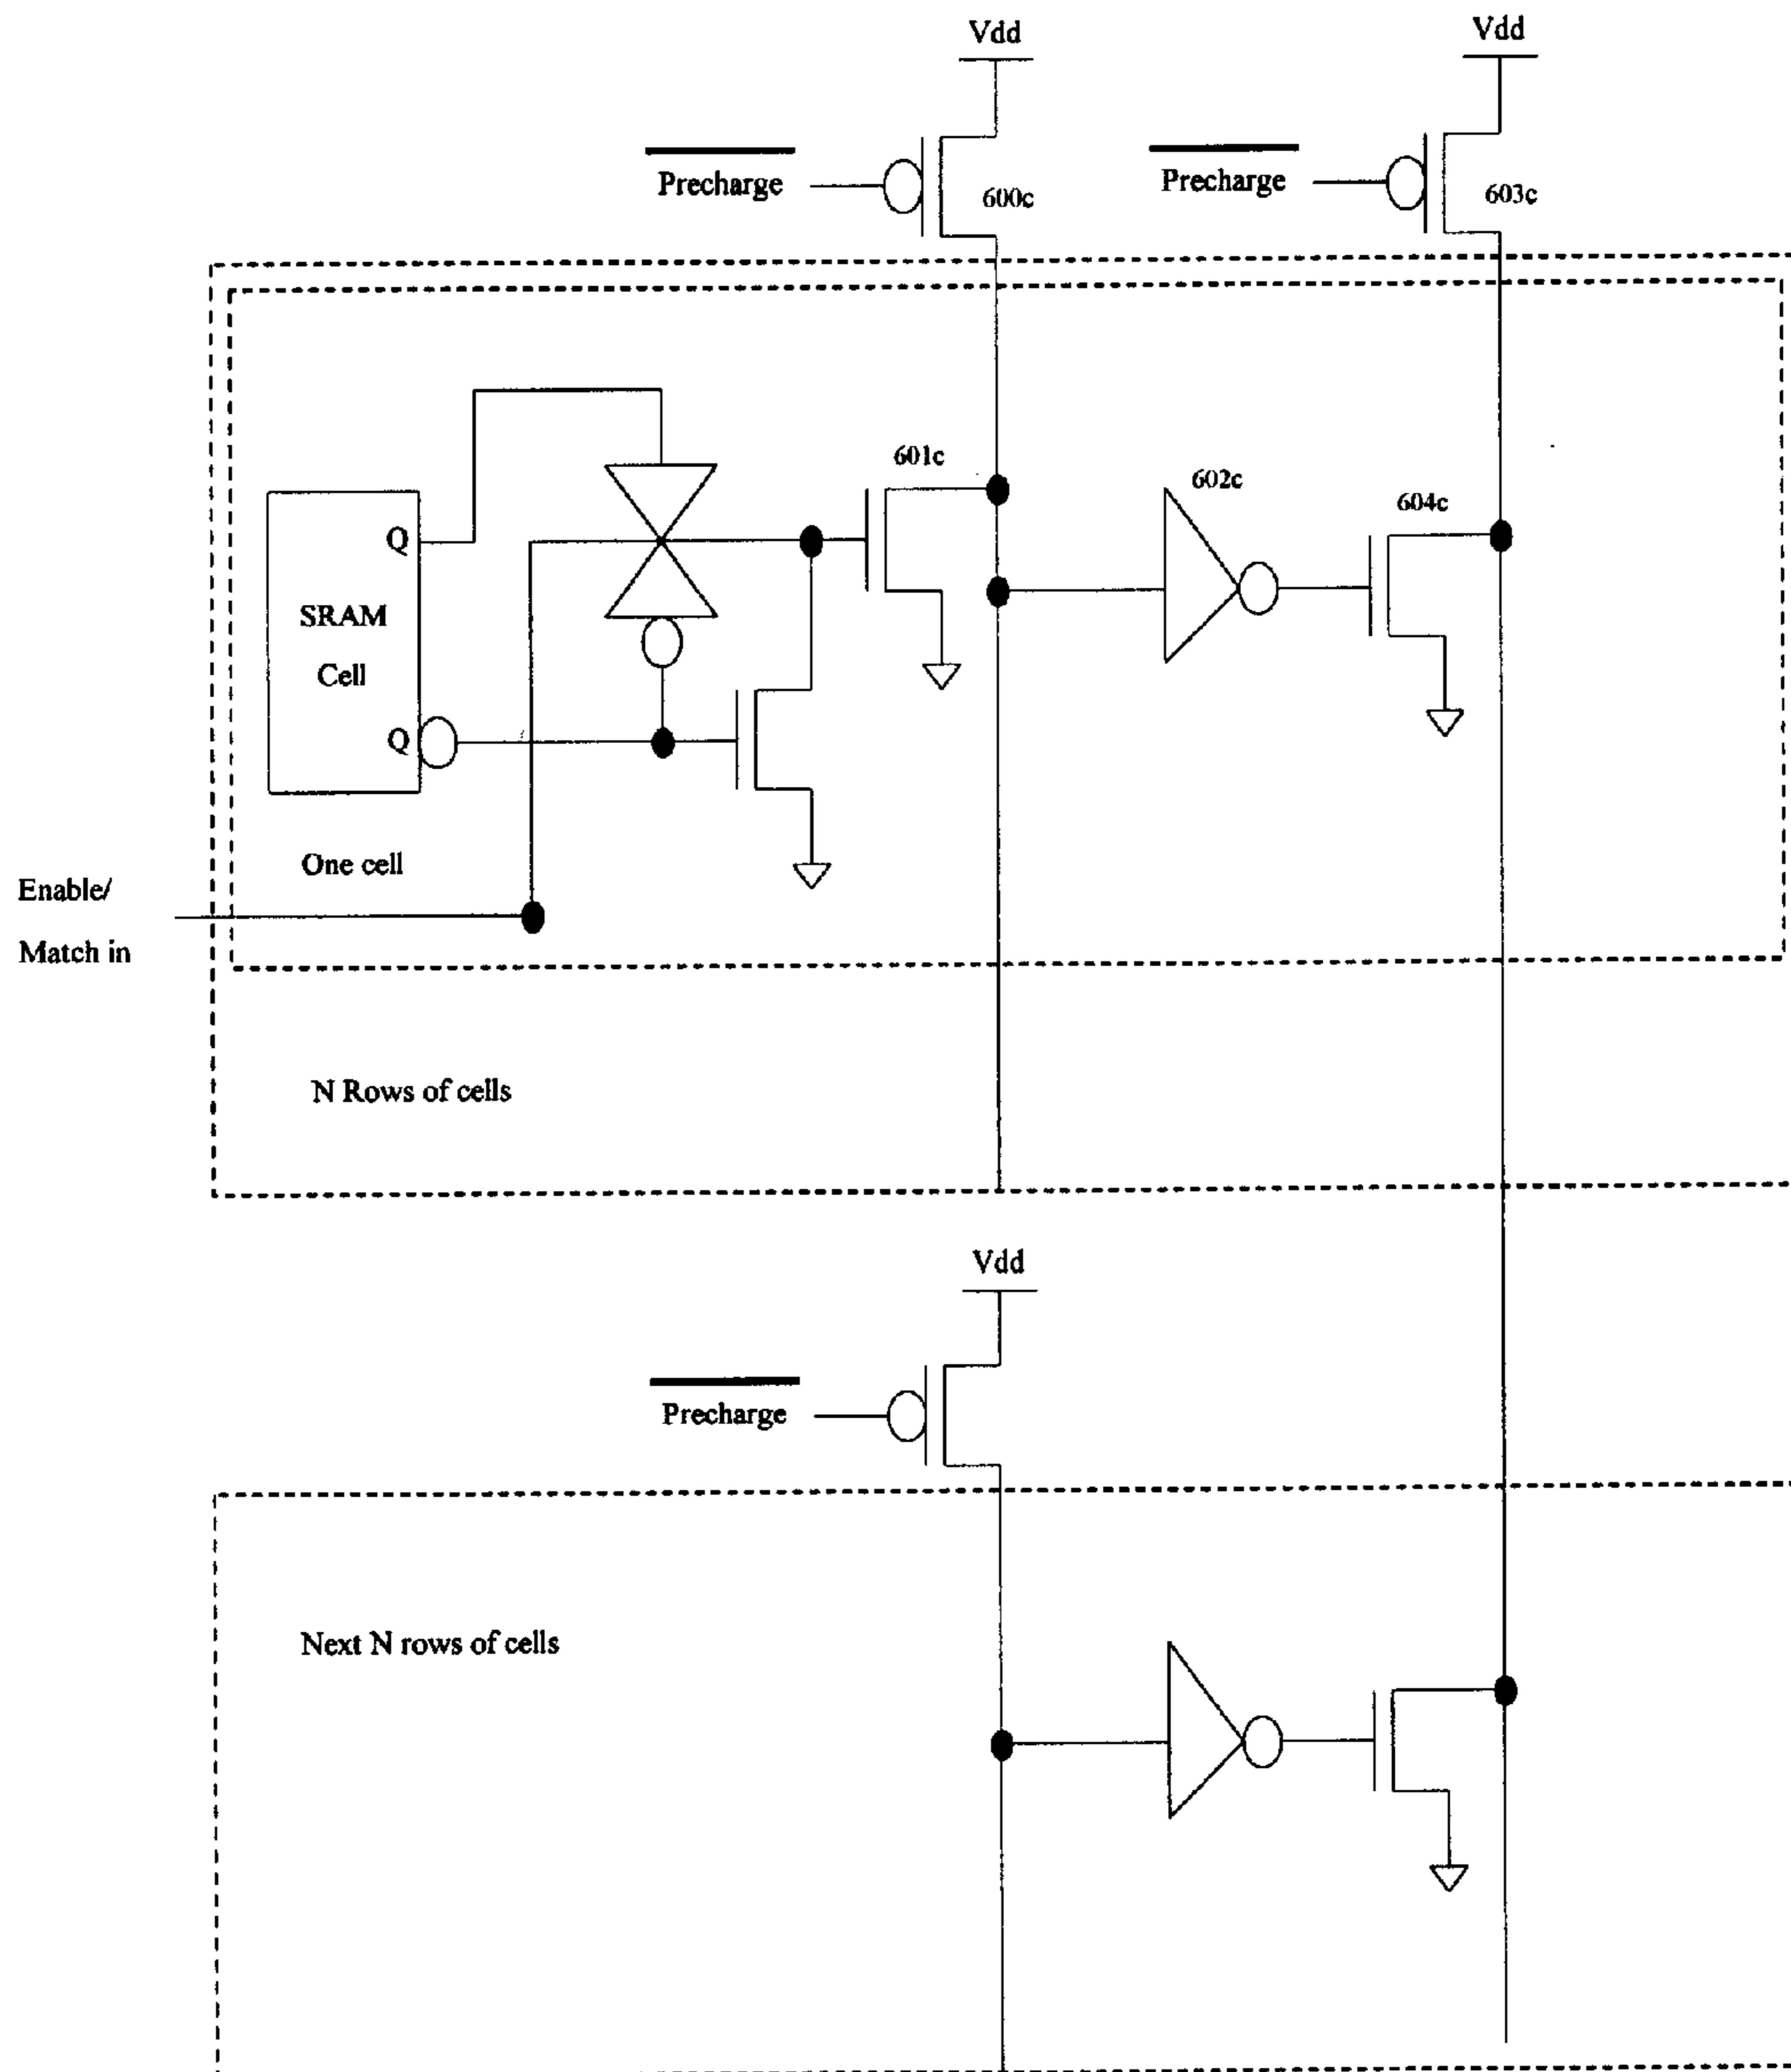 Vdd
Vdd
Precharge
Precharge
600c
603c
601c
602c
604c
Q
SRAM
Cell
Q
One cell
Enable/
Match in
N Rows of cells
Vdd
Precharge
Next N rows of cells